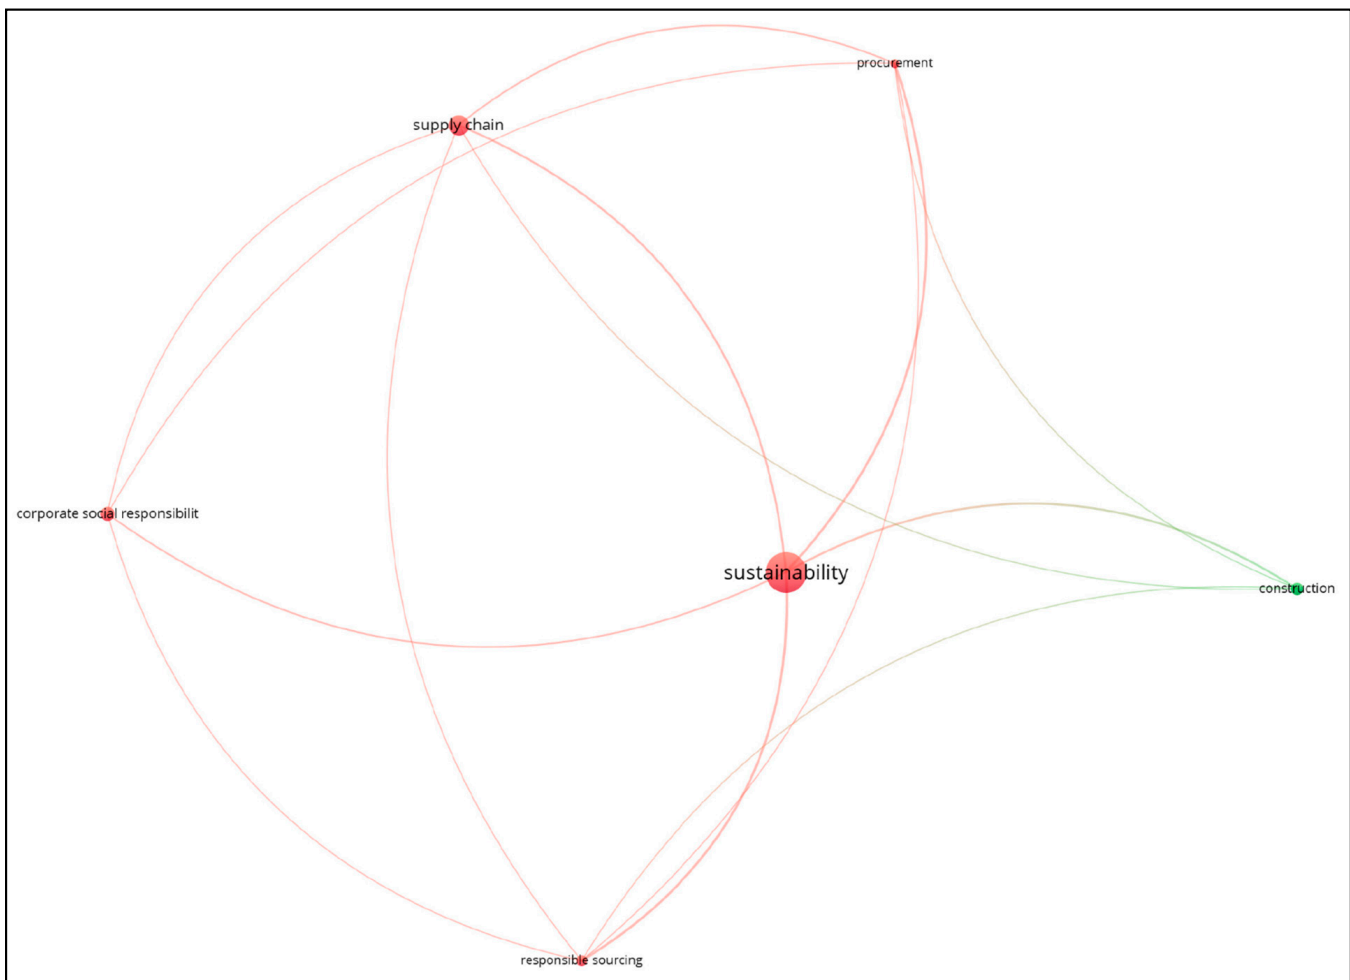 procurement
supply chain
corporate social responsibilit
sustainability
construction
responsible sourcing